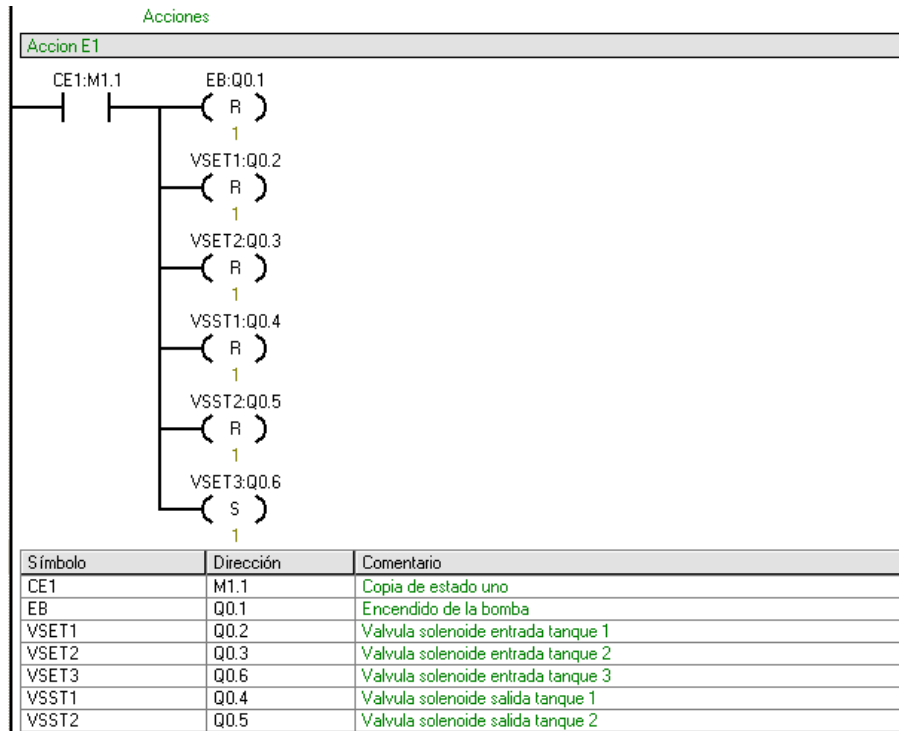 Acciones
Accion E1
CE1:M1.1 EB:Q0.1
R
1
VSET1:Q0.2
R
1
VSET2:Q0.3
R
1
VSST1:Q0.4
R
1
VSST2:Q0.5
R
1
VSET3:Q0.6
S
1
Símbolo Dirección Comentario
CE1 M1.1 Copia de estado uno
EB Q0.1 Encendido de la bomba
VSET1 Q0.2 Valvula solenoide entrada tanque 1
VSET2 Q0.3 Valvula solenoide entrada tanque 2
VSET3 Q0.6 Valvula solenoide entrada tanque 3
VSST1 Q0.4 Valvula solenoide salida tanque 1
VSST2 Q0.5 Valvula solenoide salida tanque 2